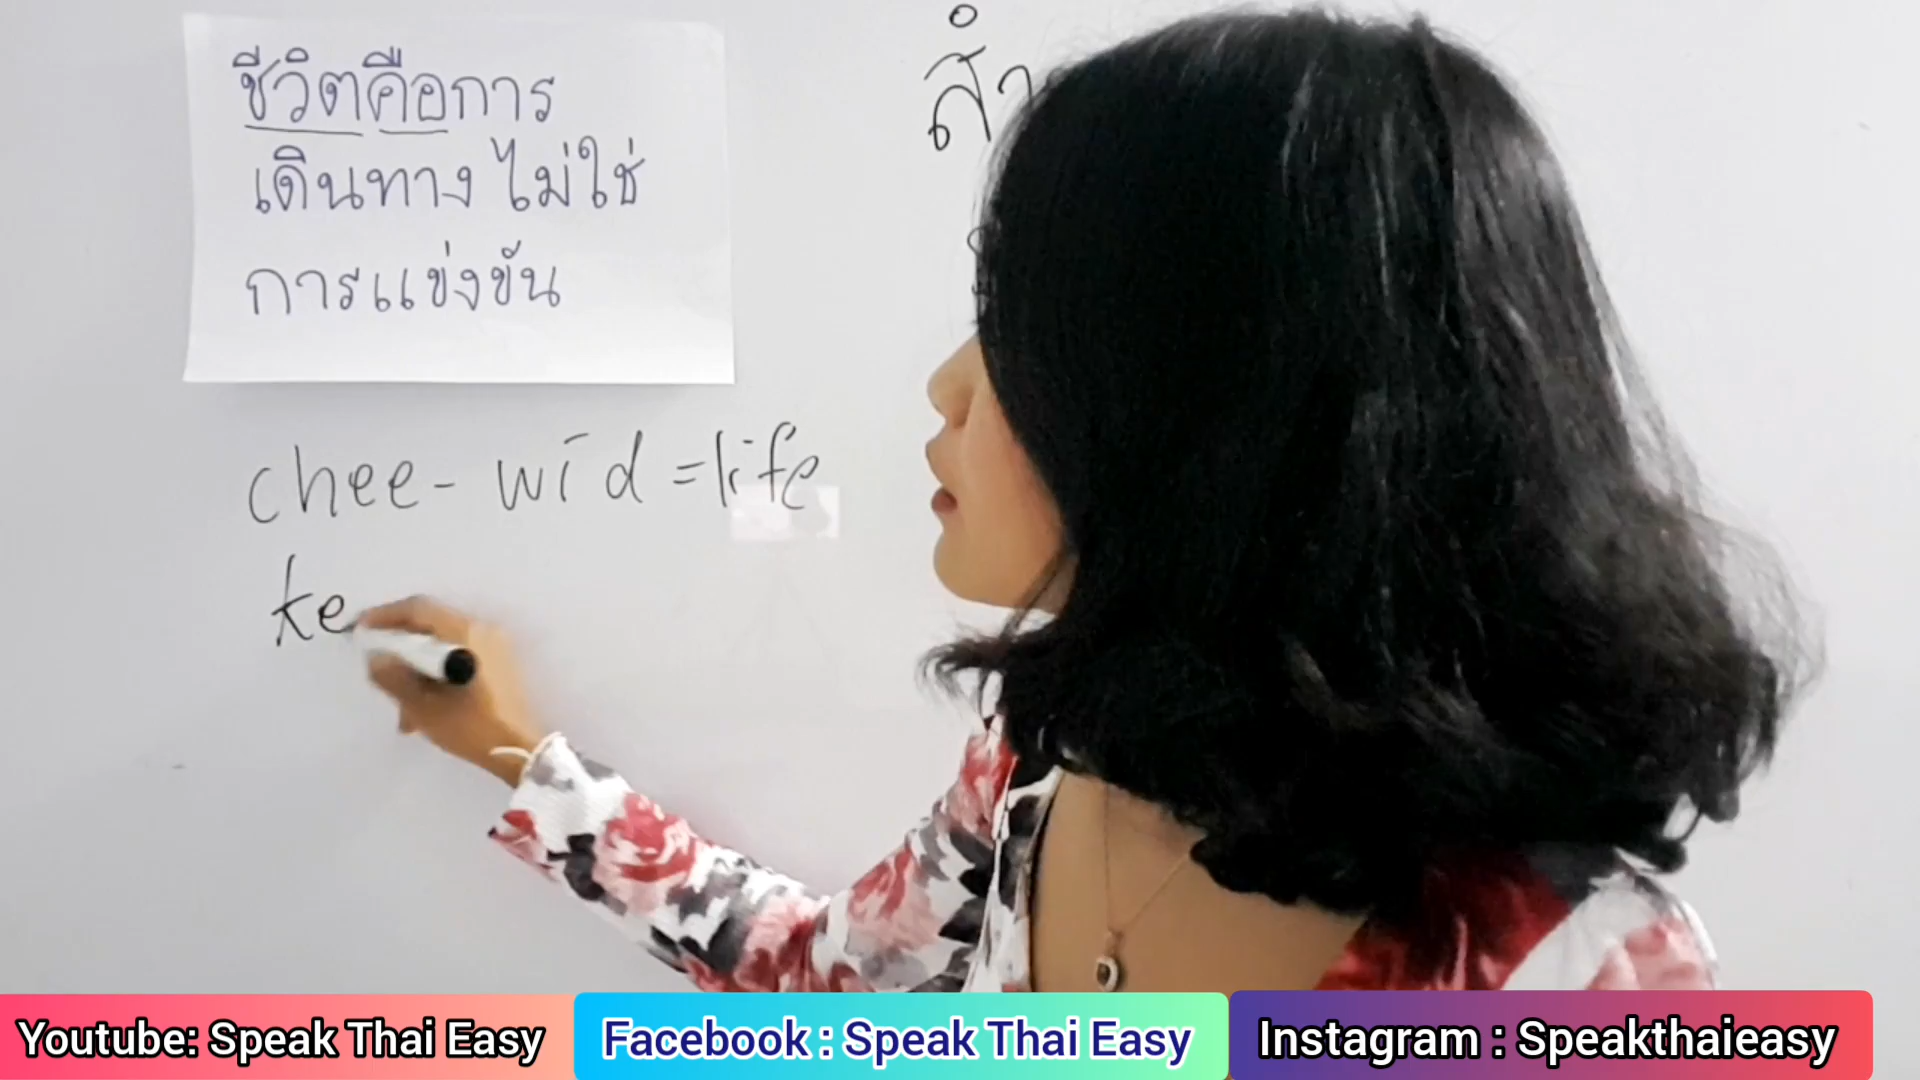 ชีวิตคือการ
เดินทาง ไม่ใช่
การแข่งขัน
chee-wid = life
ke
Youtube: Speak Thai Easy
Facebook : Speak Thai Easy
Instagram : Speakthaieasy